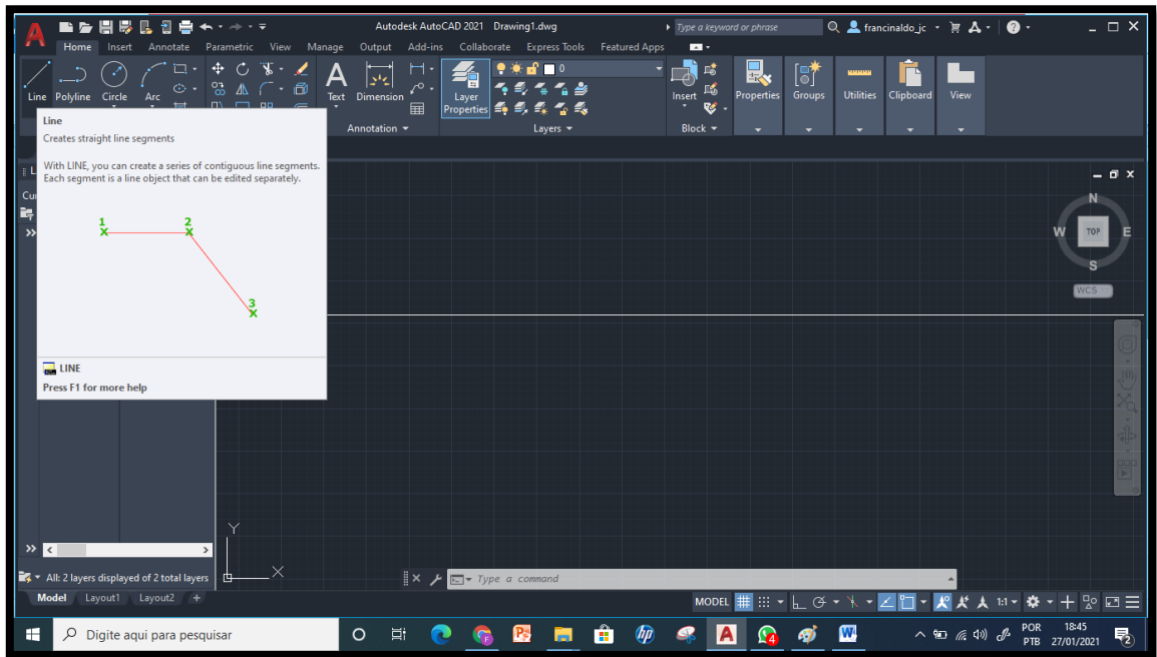 Autodesk AutoCAD 2021 Drawing1.dwg
Type a keyword or phrase
francinaldo_jc
Home Insert Annotate Parametric View Manage Output Add-ins Collaborate Express Tools Featured Apps
0
Line Polyline Circle Arc
Text Dimension
Layer
Properties
Insert
Properties Groups Utilities Clipboard View
Annotation
Layers
Block
Line
Creates straight line segments
With LINE, you can create a series of contiguous line segments.
Each segment is a line object that can be edited separately.
1 2
3
LINE
Press F1 for more help
L
Cu
N
W TOP E
S
WCS
Y
X
All: 2 layers displayed of 2 total layers
Type a command
Model Layout1 Layout2 +
MODEL
1:1
Digite aqui para pesquisar
POR
PTB
18:45
27/01/2021